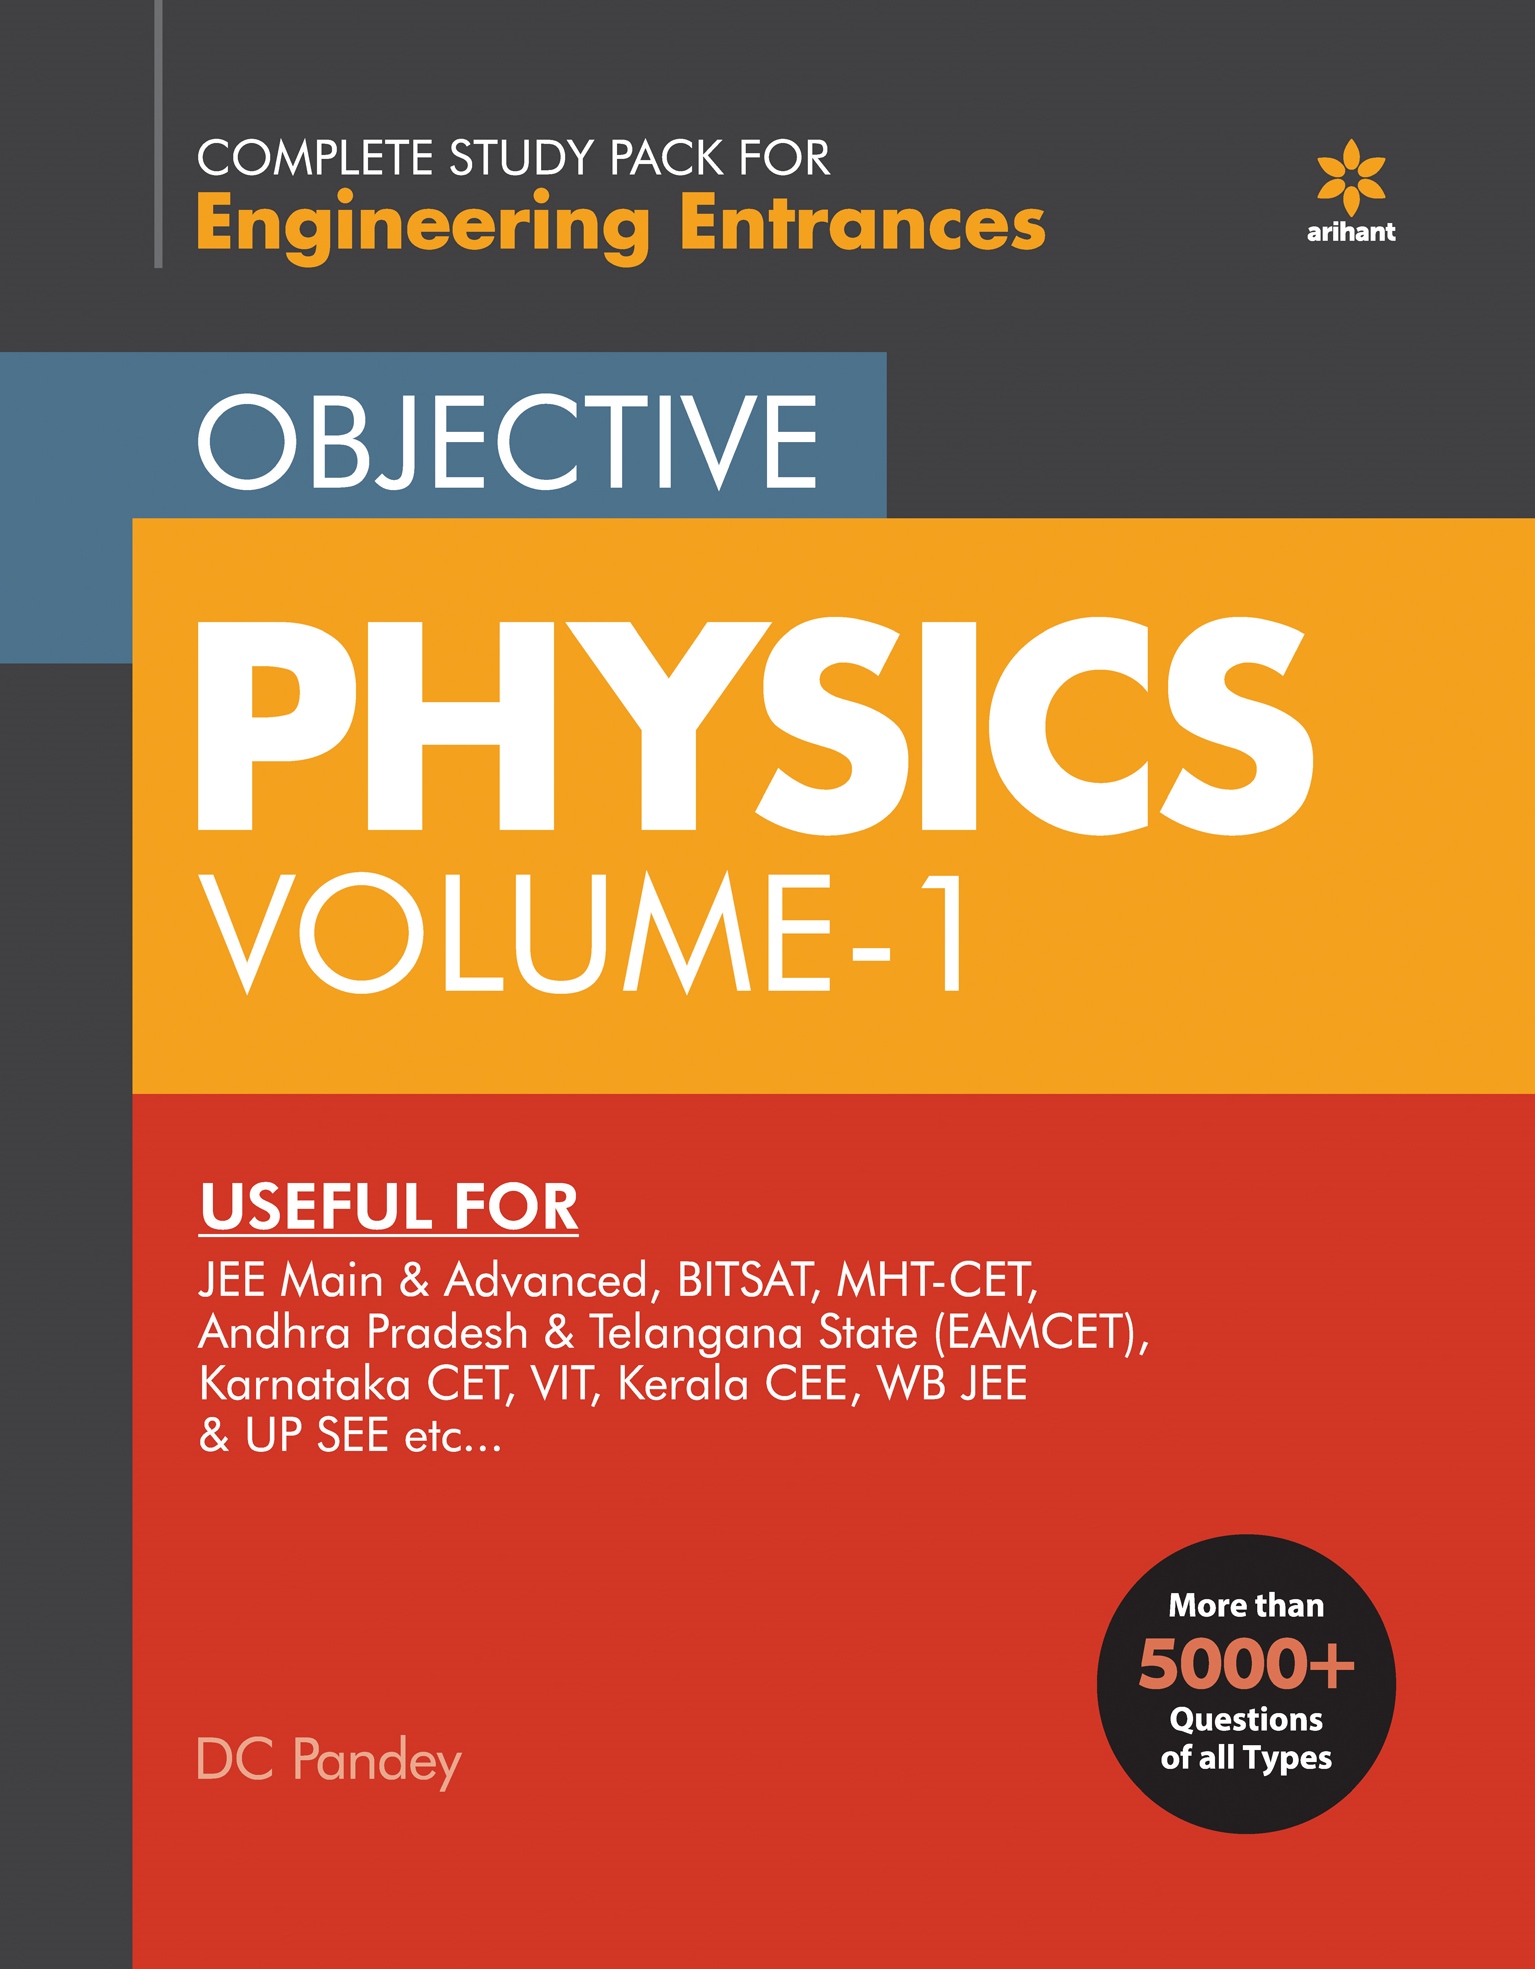 COMPLETE STUDY PACK FOR
Engineering Entrances
arihant
OBJECTIVE
PHYSICS
VOLUME-1
USEFUL FOR
JEE Main & Advanced, BITSAT, MHT-CET,
Andhra Pradesh & Telangana State (EAMCET),
Karnataka CET, VIT, Kerala CEE, WB JEE
& UP SEE etc...
More than
5000+
Questions
of all Types
DC Pandey